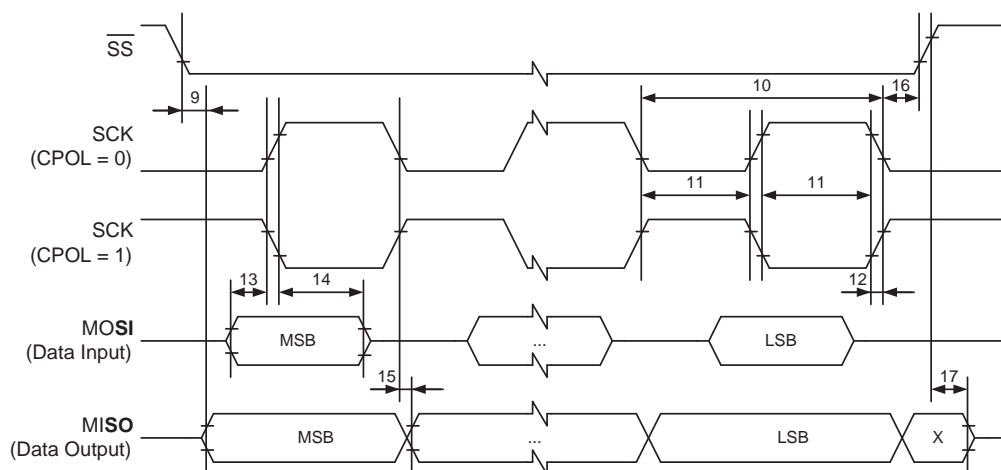 SS
9
10
16
SCK
(CPOL = 0)
11
11
SCK
(CPOL = 1)
13
14
12
MOSI
(Data Input)
MSB
...
LSB
15
17
MISO
(Data Output)
MSB
...
LSB
X